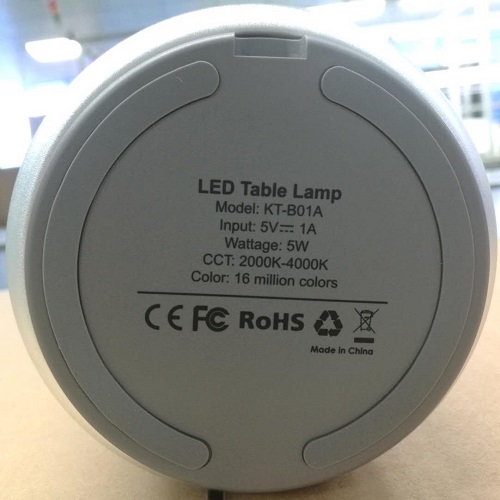 LED Table Lamp
Model: KT-B01A
Input: 5V⎓1A
Wattage: 5W
CCT: 2000K-4000K
Color: 16 million colors
CE FC RoHS
Made in China